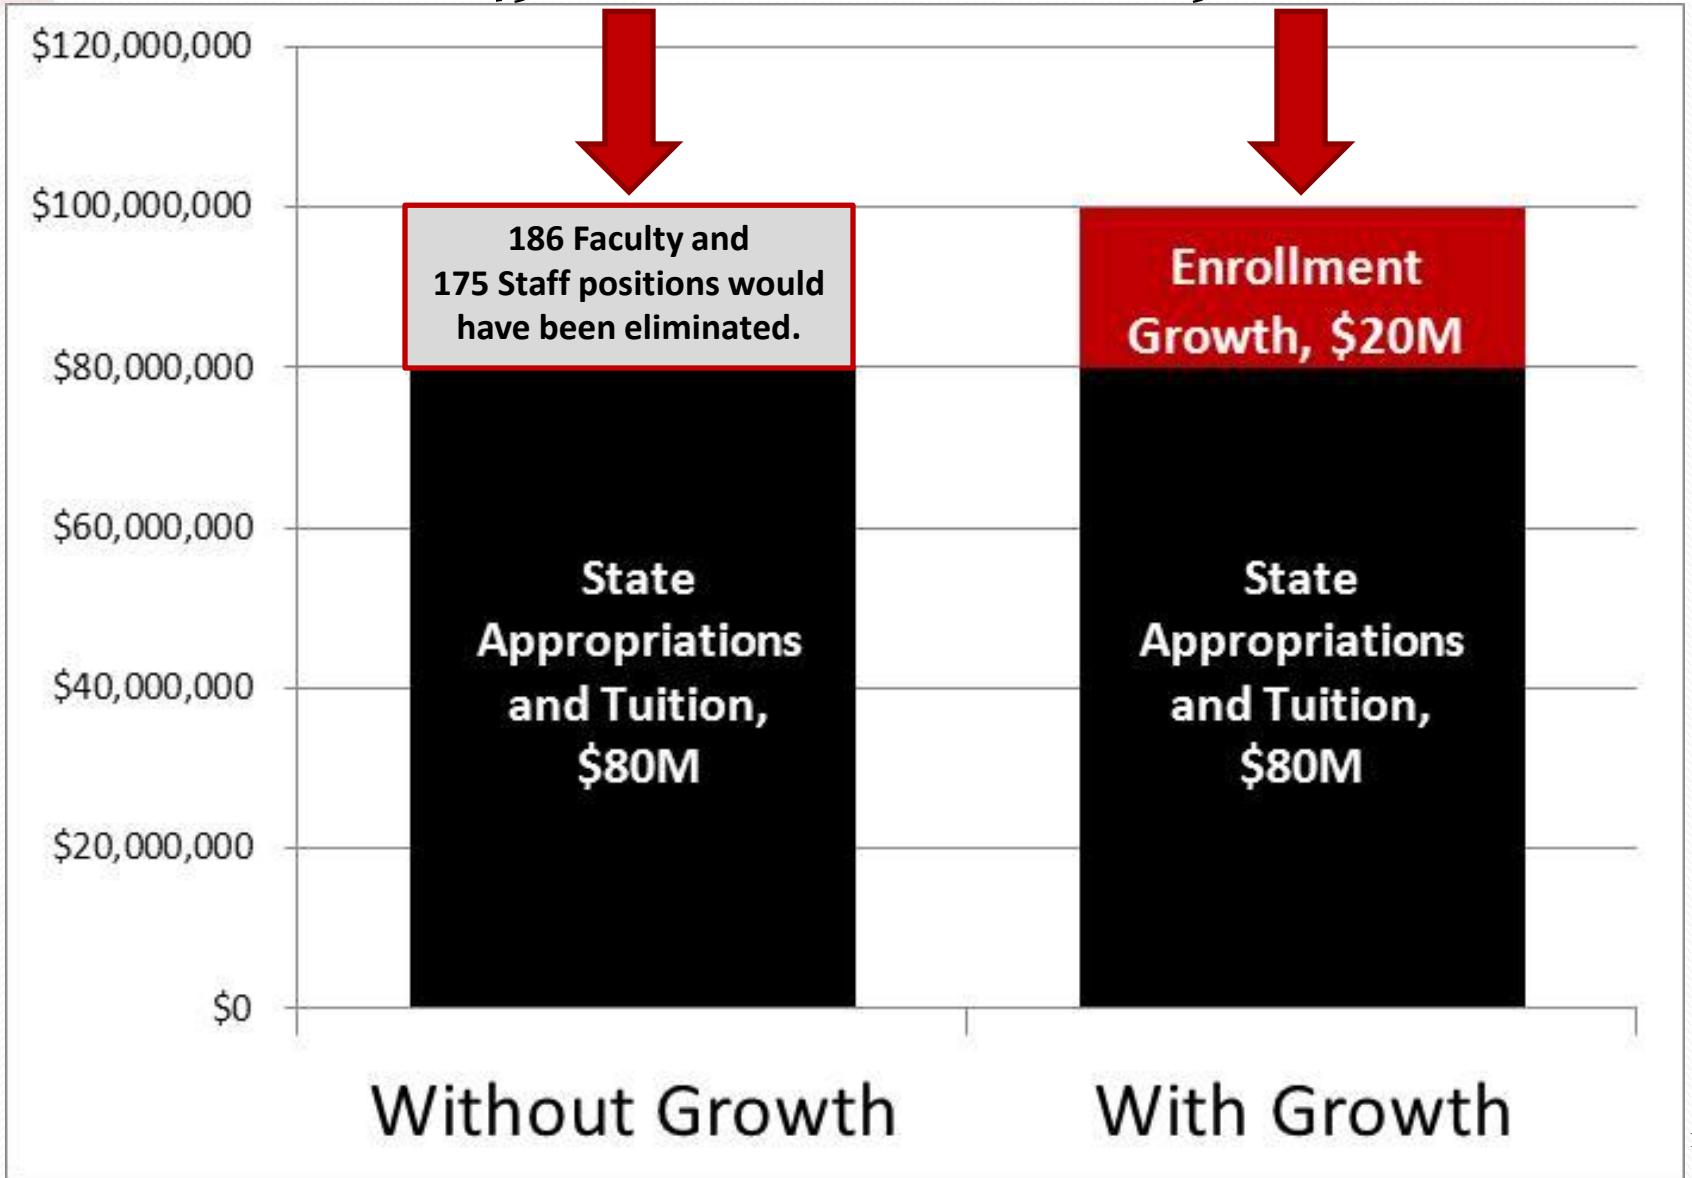 $120,000,000
$100,000,000
$80,000,000
$60,000,000
$40,000,000
$20,000,000
$0
186 Faculty and
175 Staff positions would
have been eliminated.
State
Appropriations
and Tuition,
$80M
Enrollment
Growth, $20M
State
Appropriations
and Tuition,
$80M
Without Growth
With Growth